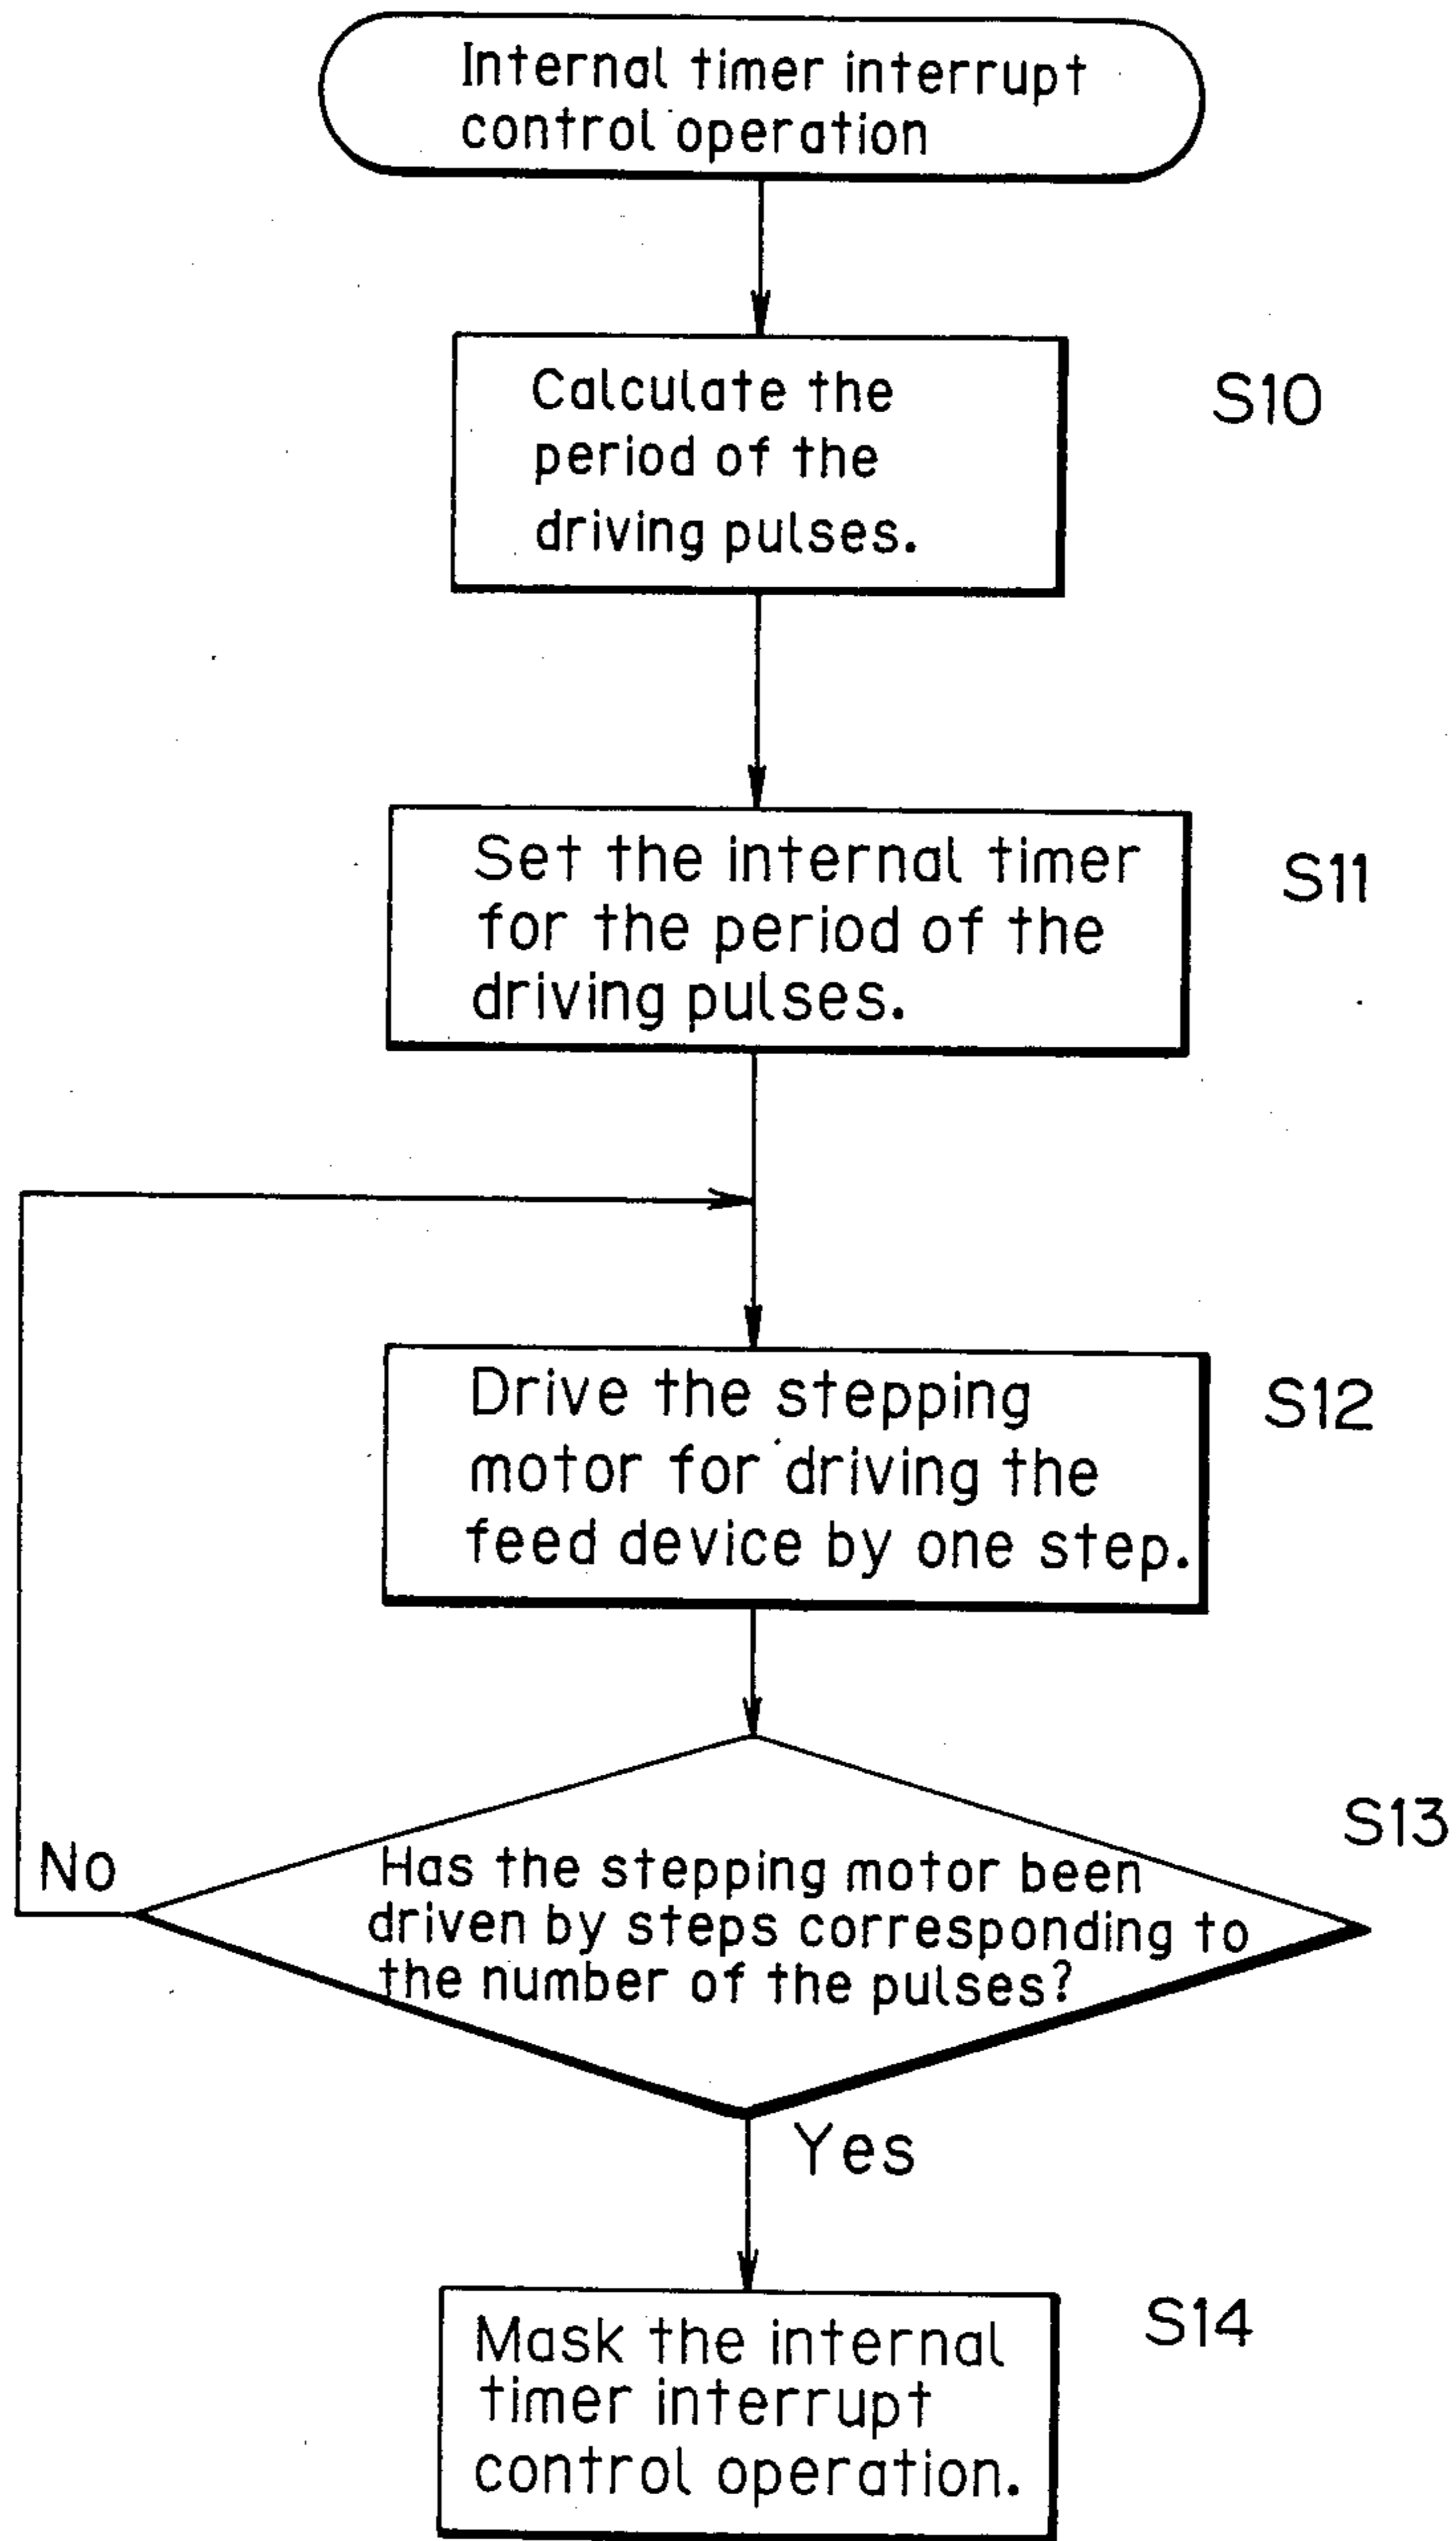 Internal timer interrupt
control operation
Calculate the
period of the
driving pulses.
S10
Set the internal timer
for the period of the
driving pulses.
S11
Drive the stepping
motor for driving the
feed device by one step.
S12
Has the stepping motor been
driven by steps corresponding to
the number of the pulses?
S13
No
Yes
Mask the internal
timer interrupt
control operation.
S14